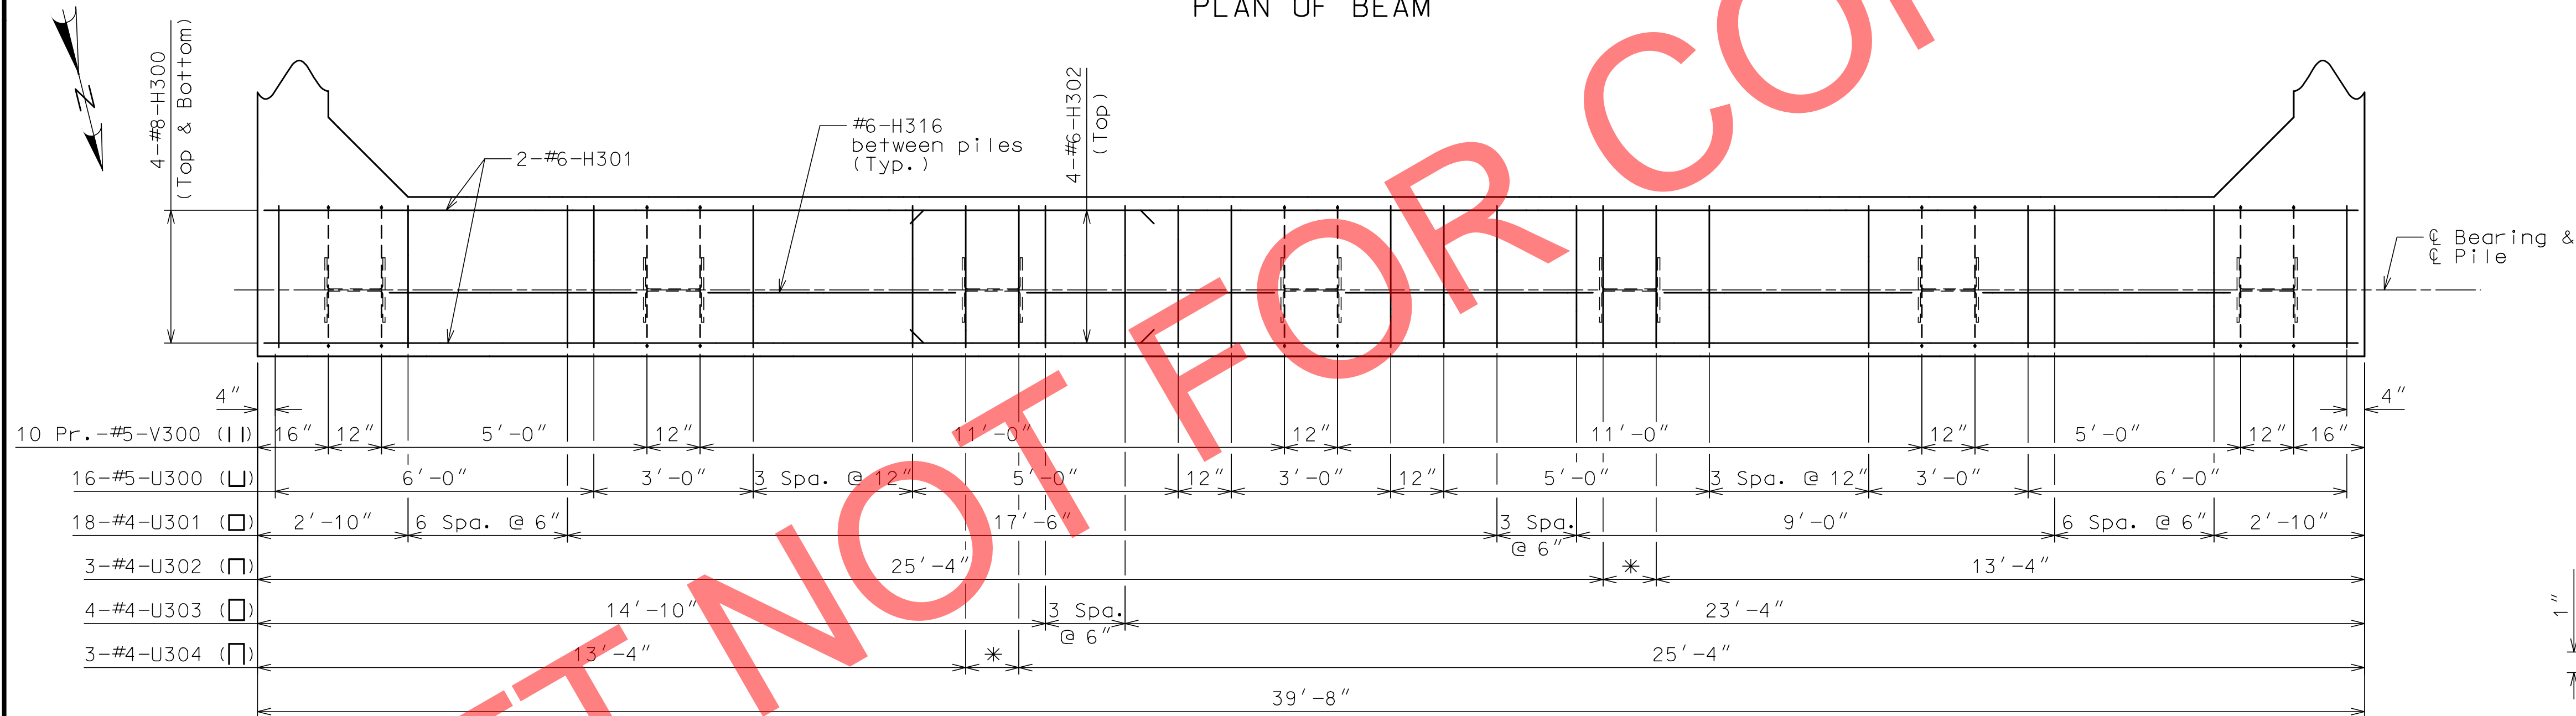 PLAN OF BEAM
N
4-#8-H300
(Top & Bottom)
2-#6-H301
#6-H316
between piles
(Typ.)
4-#6-H302
(Top)
℄ Bearing &
℄ Pile
4″
4″
10 Pr.-#5-V300 ( )
16″ 12″ 5′-0″ 12″ 11′-0″ 12″ 11′-0″ 12″ 5′-0″ 12″ 16″
16-#5-U300 ( )
6′-0″ 3′-0″ 3 Spa. @ 12″ 5′-0″ 12″ 3′-0″ 12″ 5′-0″ 3 Spa. @ 12″ 3′-0″ 6′-0″
18-#4-U301 ( )
2′-10″ 6 Spa. @ 6″ 17′-6″ 3 Spa. @ 6″ 9′-0″ 6 Spa. @ 6″ 2′-10″
3-#4-U302 ( )
25′-4″ * 13′-4″
4-#4-U303 ( )
14′-10″ 3 Spa. @ 6″ 23′-4″
3-#4-U304 ( )
13′-4″ * 25′-4″
39′-8″
1″
NOT FOR